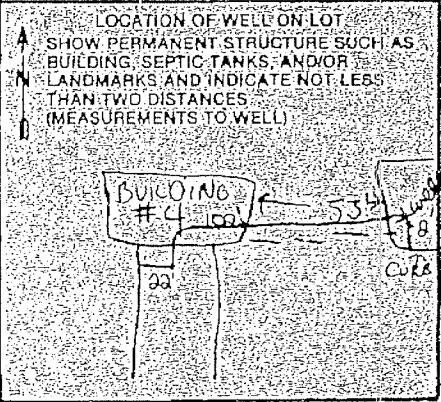 LOCATION OF WELL ON LOT
SHOW PERMANENT STRUCTURE SUCH AS
BUILDING, SEPTIC TANKS, AND/OR
N LANDMARKS AND INDICATE NOT LESS
THAN TWO DISTANCES
(MEASUREMENTS TO WELL)
BUILDING
#4
100
534
8
CURB
22